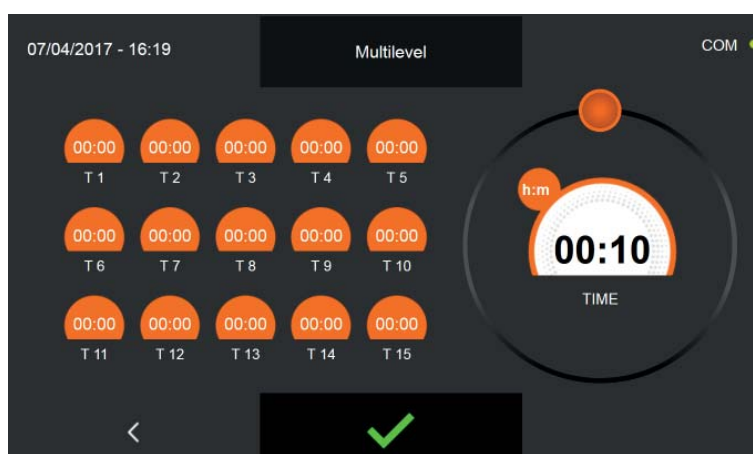 07/04/2017 - 16:19
Multilevel
COM
00:00 00:00 00:00 00:00 00:00
T 1 T 2 T 3 T 4 T 5
00:00 00:00 00:00 00:00 00:00
T 6 T 7 T 8 T 9 T 10
00:00 00:00 00:00 00:00 00:00
T 11 T 12 T 13 T 14 T 15
h:m
00:10
TIME